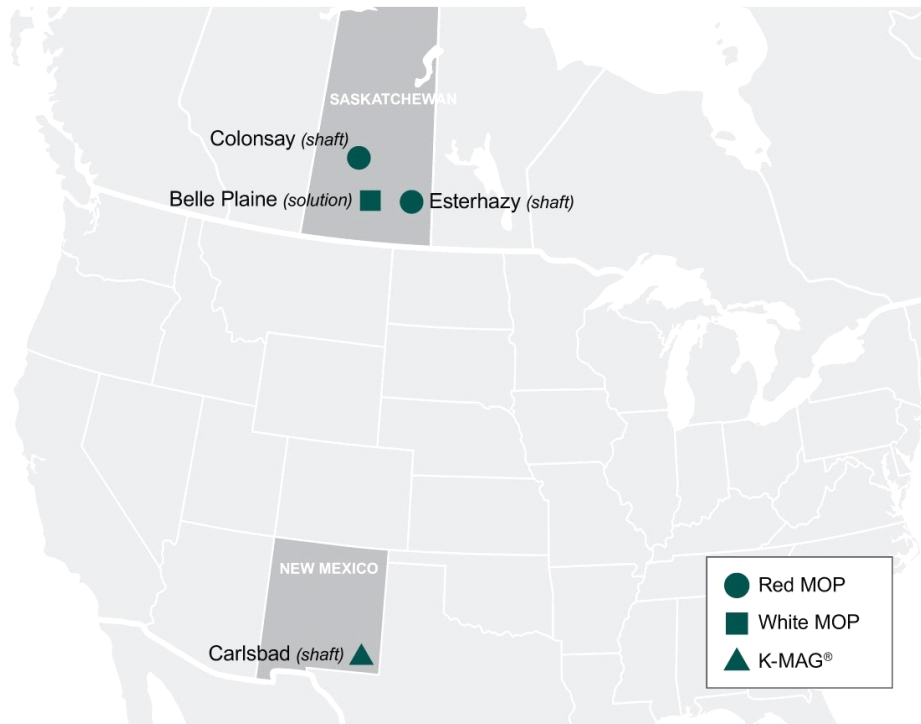 SASKATCHEWAN
Colonsay (shaft)
Belle Plaine (solution)
Esterhazy (shaft)
NEW MEXICO
Carlsbad (shaft)
Red MOP
White MOP
K-MAG®